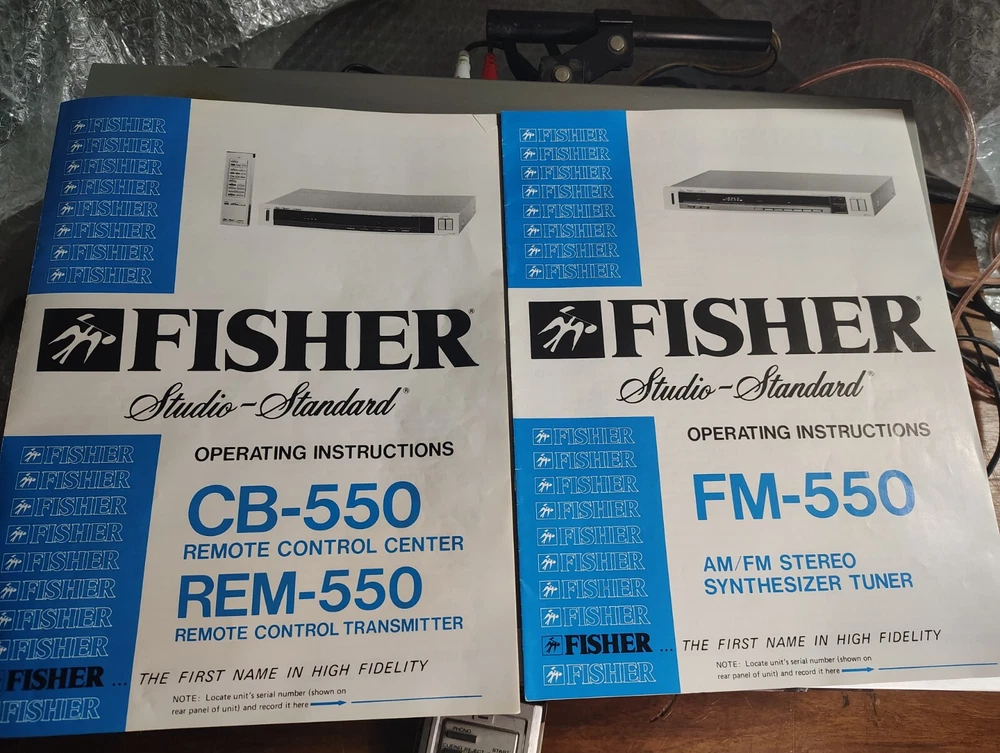 FISHER
FISHER
FISHER
FISHER
FISHER
FISHER
FISHER
FISHER
FISHER®
Studio-Standard®
OPERATING INSTRUCTIONS
CB-550
REMOTE CONTROL CENTER
REM-550
REMOTE CONTROL TRANSMITTER
FISHER
FISHER
FISHER
FISHER
FISHER
FISHER
FISHER
FISHER
FISHER... THE FIRST NAME IN HIGH FIDELITY
FISHER
NOTE: Locate unit's serial number (shown on
rear panel of unit) and record it here
FISHER
FISHER
FISHER
FISHER
FISHER
FISHER
FISHER
FISHER
FISHER®
Studio-Standard®
OPERATING INSTRUCTIONS
FM-550
AM/FM STEREO
SYNTHESIZER TUNER
FISHER
FISHER
FISHER
FISHER
FISHER
FISHER
FISHER
FISHER
FISHER... THE FIRST NAME IN HIGH FIDELITY
FISHER
NOTE: Locate unit's serial number (shown on
rear panel of unit) and record it here
PHONO
START